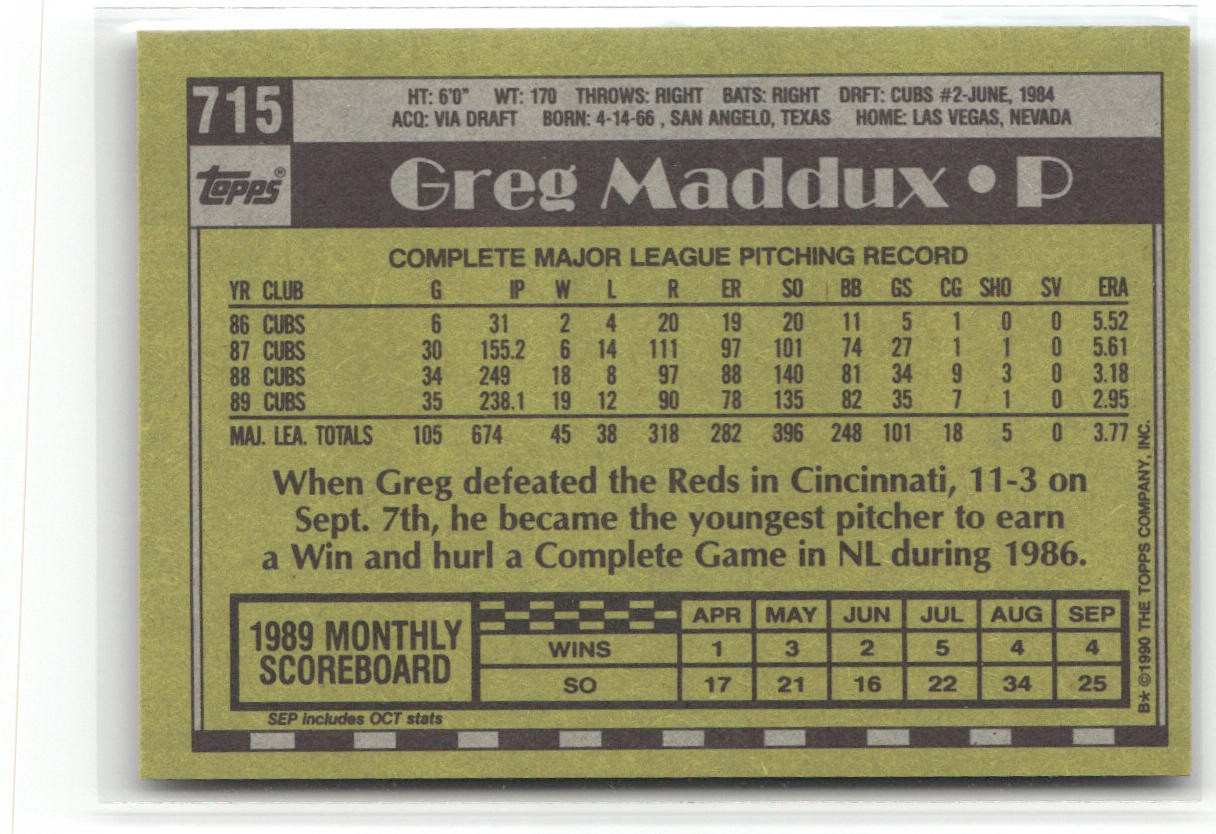 715
HT: 6'0" WT: 170 THROWS: RIGHT BATS: RIGHT DRFT: CUBS #2-JUNE, 1984
ACQ: VIA DRAFT BORN: 4-14-66 , SAN ANGELO, TEXAS HOME: LAS VEGAS, NEVADA
topps®
Greg Maddux • P
COMPLETE MAJOR LEAGUE PITCHING RECORD
YR CLUB G IP W L R ER SO BB GS CG SHO SV ERA
86 CUBS 6 31 2 4 20 19 20 11 5 1 0 0 5.52
87 CUBS 30 155.2 6 14 111 97 101 74 27 1 1 0 5.61
88 CUBS 34 249 18 8 97 88 140 81 34 9 3 0 3.18
89 CUBS 35 238.1 19 12 90 78 135 82 35 7 1 0 2.95
MAJ. LEA. TOTALS 105 674 45 38 318 282 396 248 101 18 5 0 3.77
When Greg defeated the Reds in Cincinnati, 11-3 on
Sept. 7th, he became the youngest pitcher to earn
a Win and hurl a Complete Game in NL during 1986.
1989 MONTHLY
SCOREBOARD
APR MAY JUN JUL AUG SEP
WINS 1 3 2 5 4 4
SO 17 21 16 22 34 25
SEP includes OCT stats
B* ©1990 THE TOPPS COMPANY, INC.